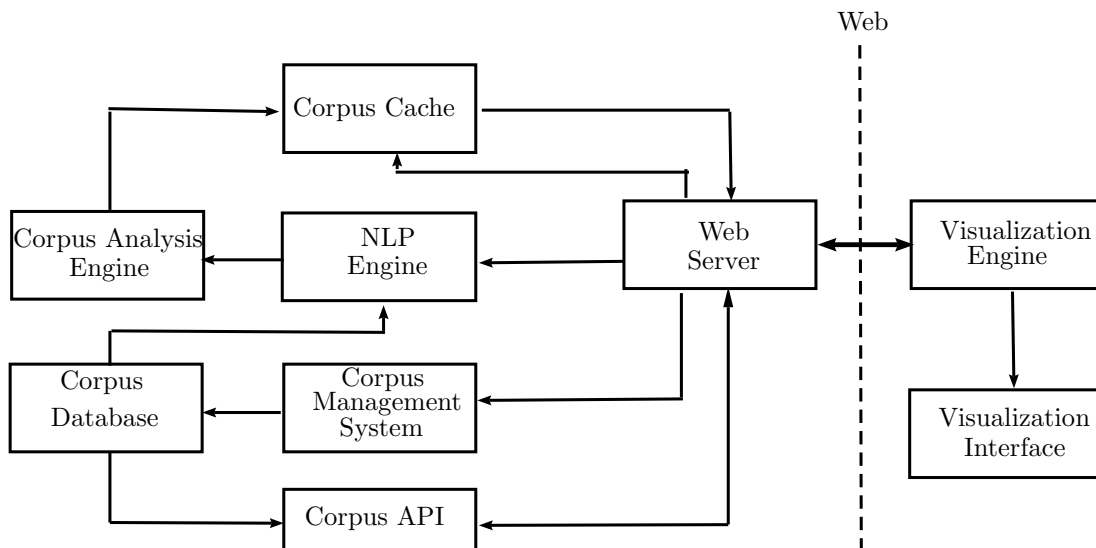 Web
Corpus Cache
Corpus Analysis
Engine
NLP
Engine
Web
Server
Visualization
Engine
Corpus
Database
Corpus
Management
System
Visualization
Interface
Corpus API